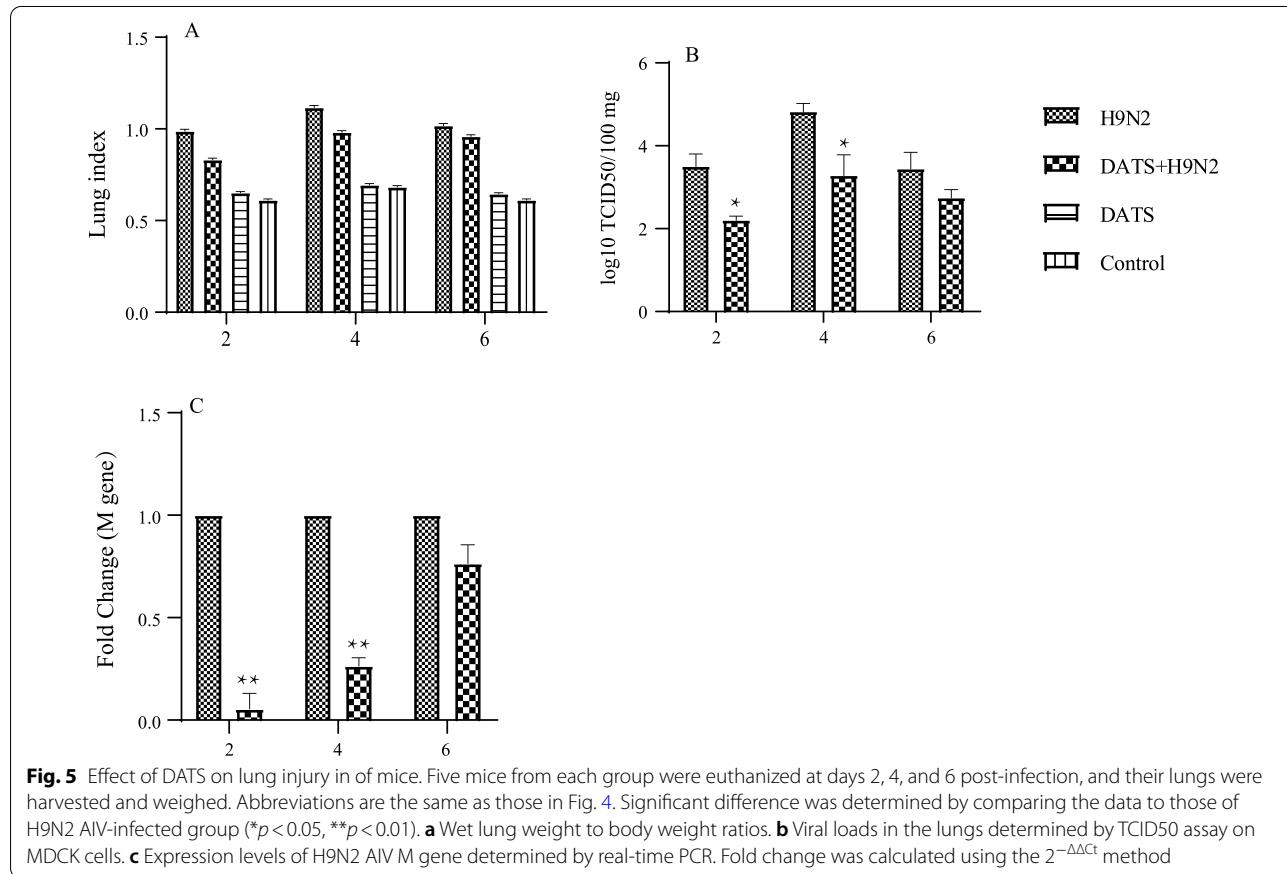 A
1.5
1.0
0.5
0.0
Lung index
2 4 6
B
6
4
2
0
log10 TCID50/100 mg
*
*
2 4 6
H9N2
DATS+H9N2
DATS
Control
C
1.5
1.0
0.5
0.0
Fold Change (M gene)
**
**
2 4 6
Fig. 5 Effect of DATS on lung injury in of mice. Five mice from each group were euthanized at days 2, 4, and 6 post-infection, and their lungs were
harvested and weighed. Abbreviations are the same as those in Fig. 4. Significant difference was determined by comparing the data to those of
H9N2 AIV-infected group (*p < 0.05, **p < 0.01). a Wet lung weight to body weight ratios. b Viral loads in the lungs determined by TCID50 assay on
MDCK cells. c Expression levels of H9N2 AIV M gene determined by real-time PCR. Fold change was calculated using the 2−ΔΔCt method